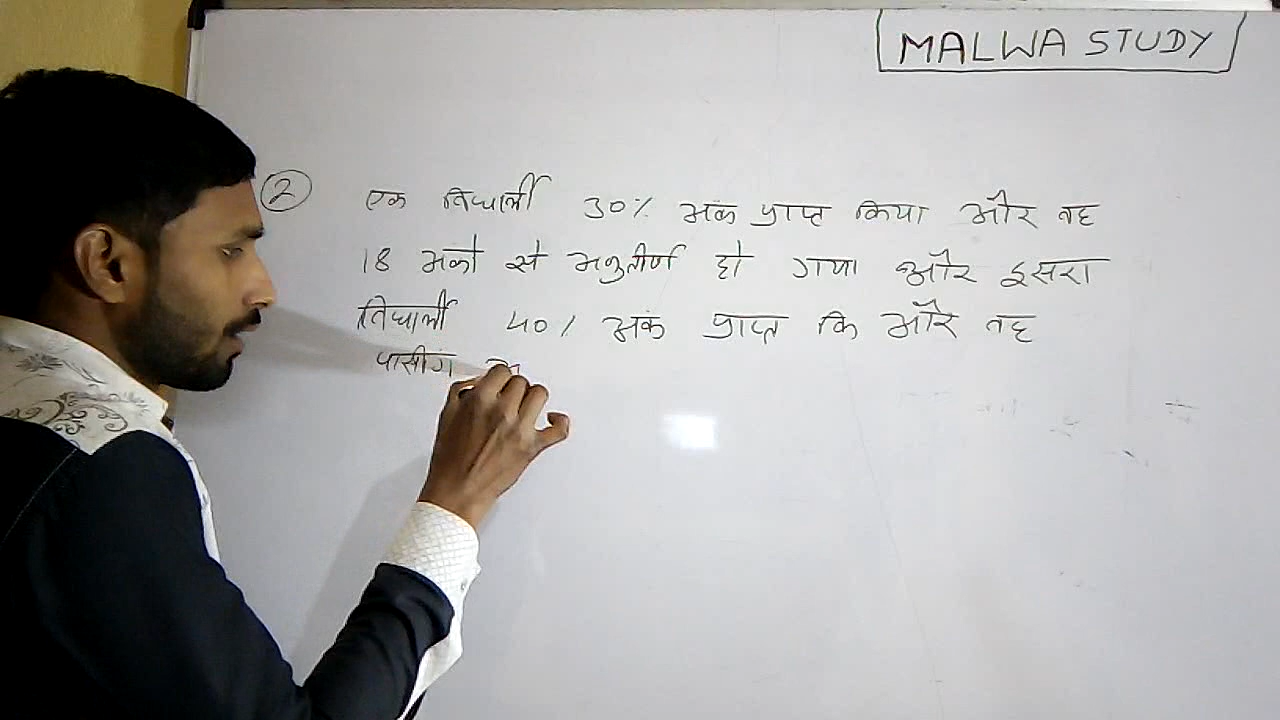 MALWA STUDY
2 एक विधार्थी 30% अंक प्राप्त किया और वह
18 अंको से अनुतीर्ण हो गया और दुसरा
विधार्थी 40% अंक प्राप्त कि और वह
पासींग